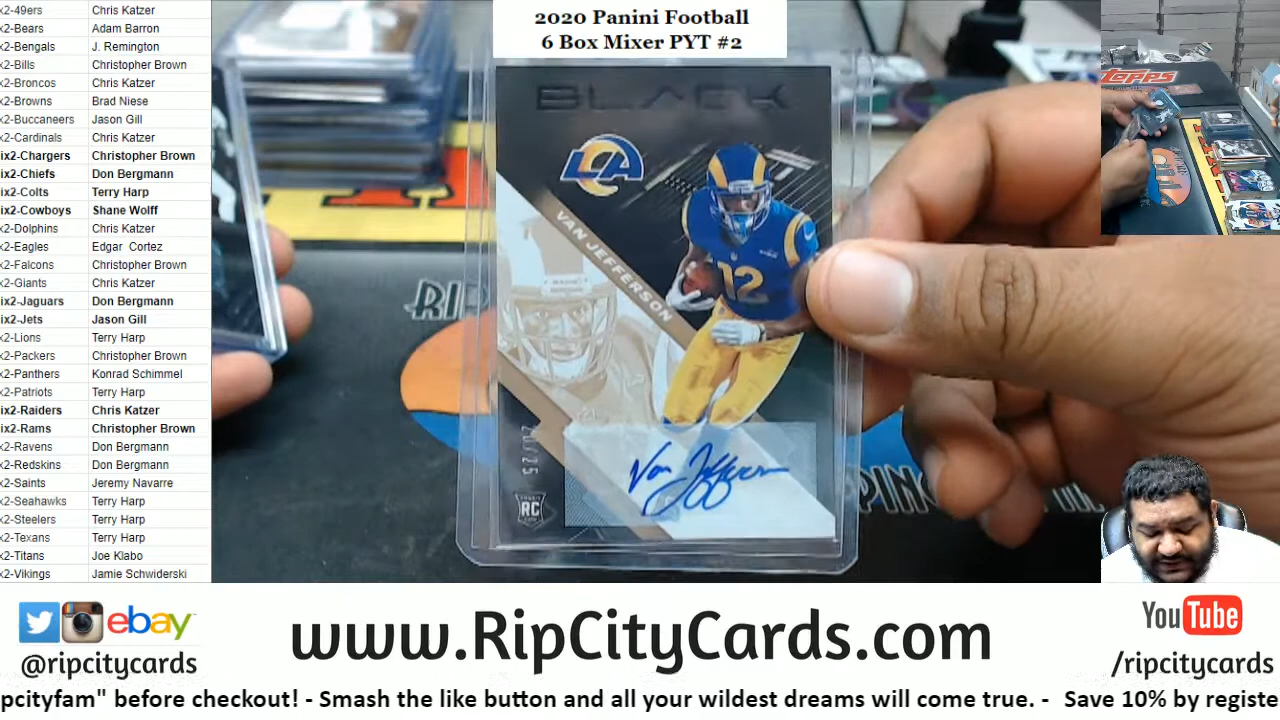 x2-49ers Chris Katzer
x2-Bears Adam Barron
x2-Bengals J. Remington
x2-Bills Christopher Brown
x2-Broncos Chris Katzer
x2-Browns Brad Niese
x2-Buccaneers Jason Gill
x2-Cardinals Chris Katzer
ix2-Chargers Christopher Brown
ix2-Chiefs Don Bergmann
ix2-Colts Terry Harp
ix2-Cowboys Shane Wolff
x2-Dolphins Chris Katzer
x2-Eagles Edgar Cortez
x2-Falcons Christopher Brown
x2-Giants Chris Katzer
ix2-Jaguars Don Bergmann
ix2-Jets Jason Gill
x2-Lions Terry Harp
x2-Packers Christopher Brown
x2-Panthers Konrad Schimmel
x2-Patriots Terry Harp
ix2-Raiders Chris Katzer
ix2-Rams Christopher Brown
x2-Ravens Don Bergmann
x2-Redskins Don Bergmann
x2-Saints Jeremy Navarre
x2-Seahawks Terry Harp
x2-Steelers Terry Harp
x2-Texans Terry Harp
x2-Titans Joe Klabo
x2-Vikings Jamie Schwiderski
2020 Panini Football
6 Box Mixer PYT #2
BLACK
LA
VAN JEFFERSON
12
Van Jefferson
RC
RI
PPIN
Topps
ebay
@ripcitycards
www.RipCityCards.com
YouTube
/ripcitycards
pcityfam" before checkout! - Smash the like button and all your wildest dreams will come true. - Save 10% by registe